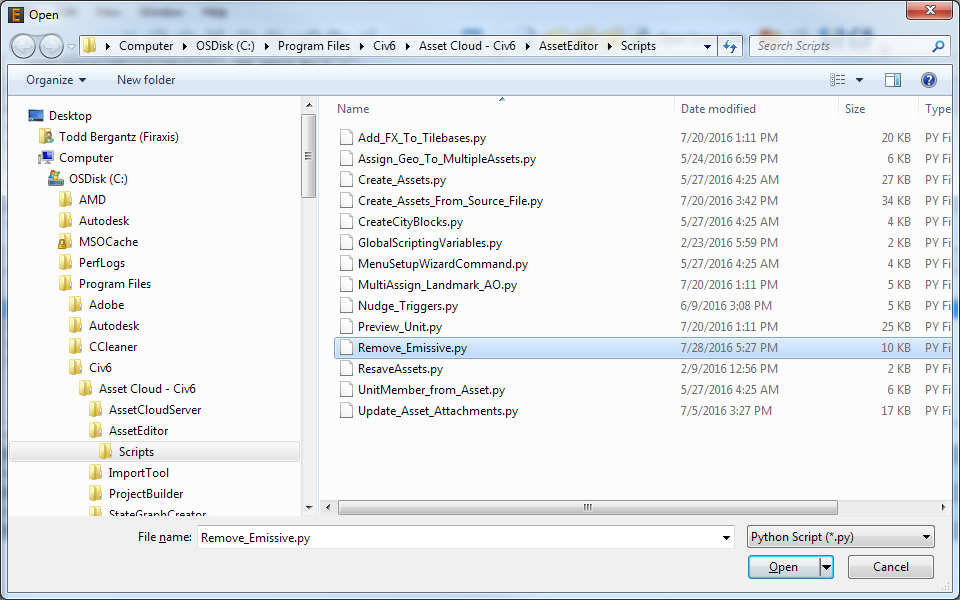 Open
Computer OSDisk (C:) Program Files Civ6 Asset Cloud - Civ6 AssetEditor Scripts
Search Scripts
Organize New folder
Desktop
Todd Bergantz (Firaxis)
Computer
OSDisk (C:)
AMD
Autodesk
MSOCache
PerfLogs
Program Files
Adobe
Autodesk
CCleaner
Civ6
Asset Cloud - Civ6
AssetCloudServer
AssetEditor
Scripts
ImportTool
ProjectBuilder
StateGraphCreator
Name Date modified Size Type
Add_FX_To_Tilebases.py 7/20/2016 1:11 PM 20 KB PY Fi
Assign_Geo_To_MultipleAssets.py 5/24/2016 6:59 PM 6 KB PY Fi
Create_Assets.py 5/27/2016 4:25 AM 27 KB PY Fi
Create_Assets_From_Source_File.py 7/20/2016 3:42 PM 34 KB PY Fi
CreateCityBlocks.py 5/27/2016 4:25 AM 4 KB PY Fi
GlobalScriptingVariables.py 2/23/2016 5:59 PM 2 KB PY Fi
MenuSetupWizardCommand.py 5/27/2016 4:25 AM 4 KB PY Fi
MultiAssign_Landmark_AO.py 7/20/2016 1:11 PM 5 KB PY Fi
Nudge_Triggers.py 6/9/2016 3:08 PM 5 KB PY Fi
Preview_Unit.py 7/20/2016 1:11 PM 25 KB PY Fi
Remove_Emissive.py 7/28/2016 5:27 PM 10 KB PY Fi
ResaveAssets.py 2/9/2016 12:56 PM 2 KB PY Fi
UnitMember_from_Asset.py 5/27/2016 4:25 AM 6 KB PY Fi
Update_Asset_Attachments.py 7/5/2016 3:27 PM 17 KB PY Fi
File name: Remove_Emissive.py Python Script (*.py)
Open Cancel